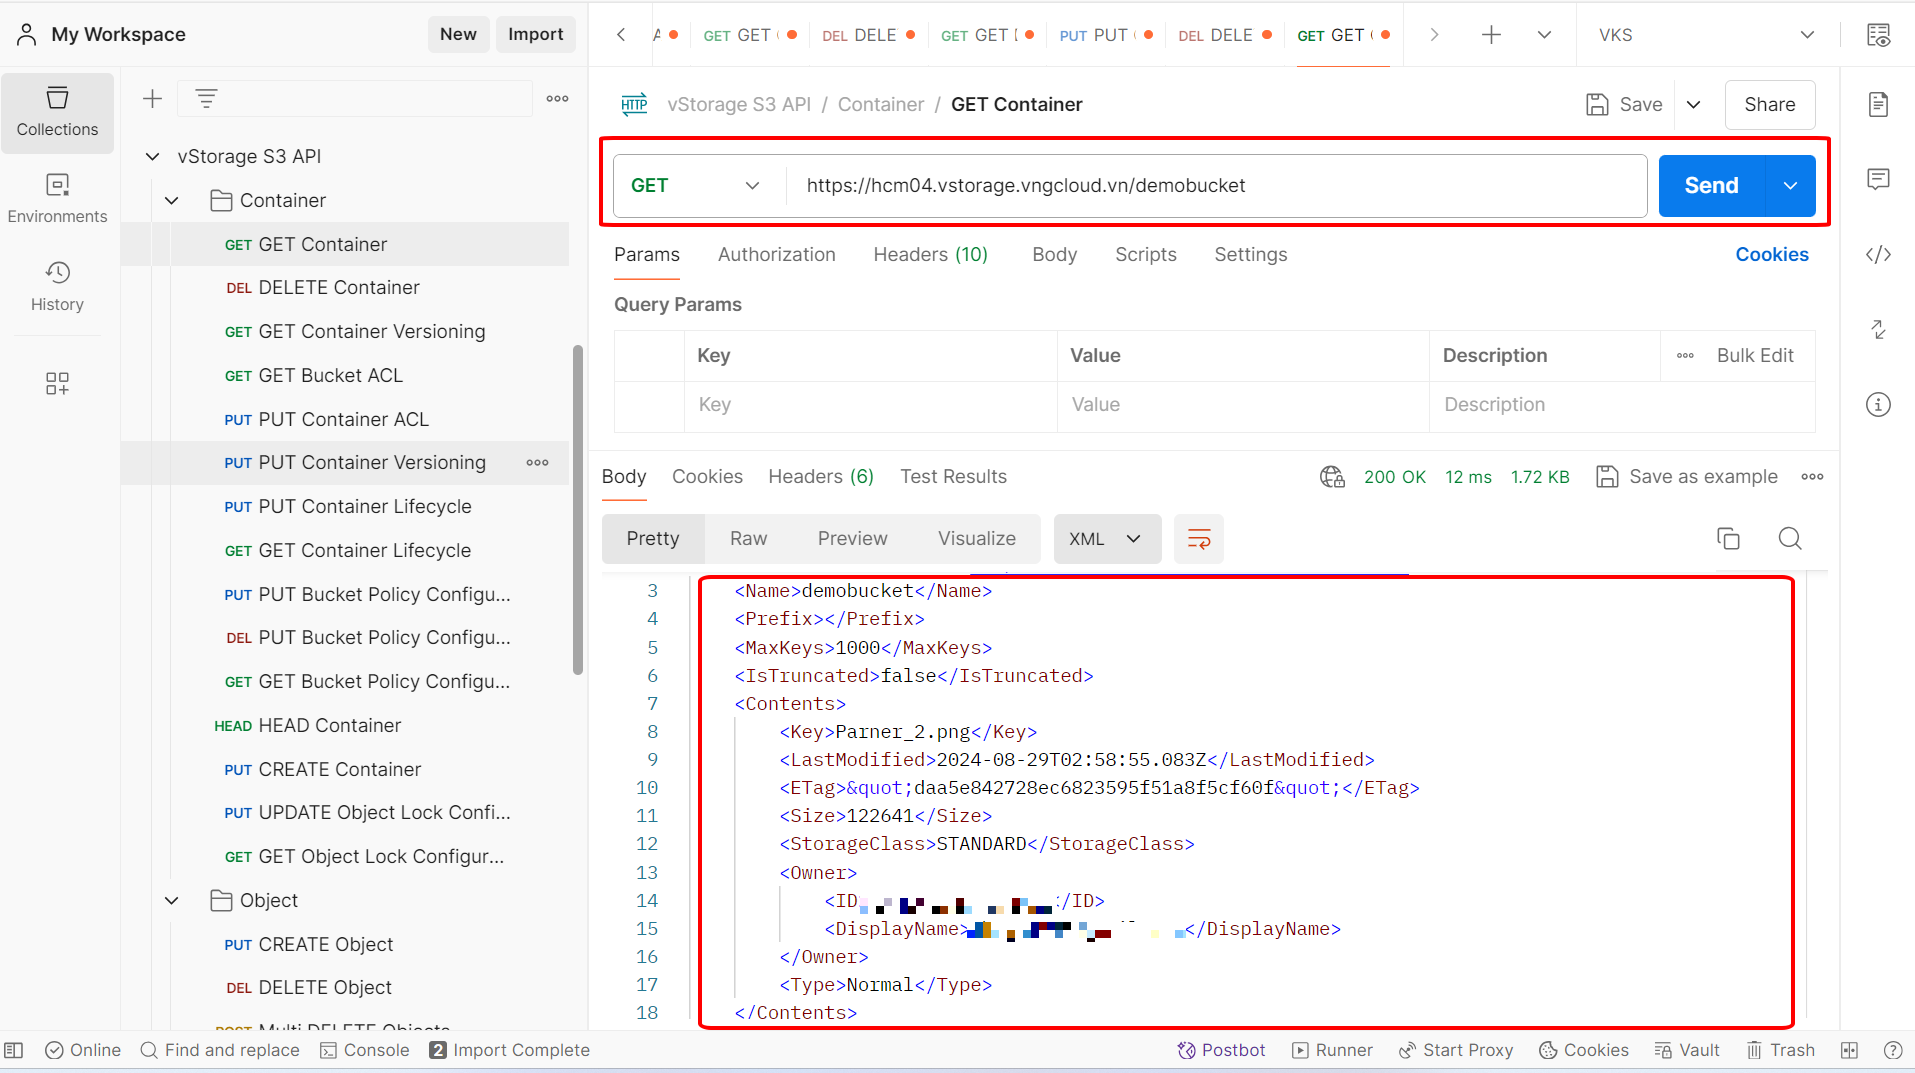 My Workspace
New
Import
GET GET
DEL DELE
GET GET
PUT PUT
DEL DELE
GET GET
VKS
Collections
Environments
History
vStorage S3 API
Container
GET GET Container
DEL DELETE Container
GET GET Container Versioning
GET GET Bucket ACL
PUT PUT Container ACL
PUT PUT Container Versioning
PUT PUT Container Lifecycle
GET GET Container Lifecycle
PUT PUT Bucket Policy Configu...
DEL PUT Bucket Policy Configu...
GET GET Bucket Policy Configu...
HEAD HEAD Container
PUT CREATE Container
PUT UPDATE Object Lock Confi...
GET GET Object Lock Configur...
Object
PUT CREATE Object
DEL DELETE Object
POST Multi DELETE Objects
HTTP vStorage S3 API / Container / GET Container
Save
Share
GET
https://hcm04.vstorage.vngcloud.vn/demobucket
Send
Params Authorization Headers (10) Body Scripts Settings
Cookies
Query Params
Key Value Description Bulk Edit
Key Value Description
Body Cookies Headers (6) Test Results
200 OK 12 ms 1.72 KB Save as example
Pretty Raw Preview Visualize XML
3 <Name>demobucket</Name>
4 <Prefix></Prefix>
5 <MaxKeys>1000</MaxKeys>
6 <IsTruncated>false</IsTruncated>
7 <Contents>
8 <Key>Parner_2.png</Key>
9 <LastModified>2024-08-29T02:58:55.083Z</LastModified>
10 <ETag>&quot;daa5e842728ec6823595f51a8f5cf60f&quot;</ETag>
11 <Size>122641</Size>
12 <StorageClass>STANDARD</StorageClass>
13 <Owner>
14 <ID </ID>
15 <DisplayName> </DisplayName>
16 </Owner>
17 <Type>Normal</Type>
18 </Contents>
Online Find and replace Console 2 Import Complete
Postbot Runner Start Proxy Cookies Vault Trash